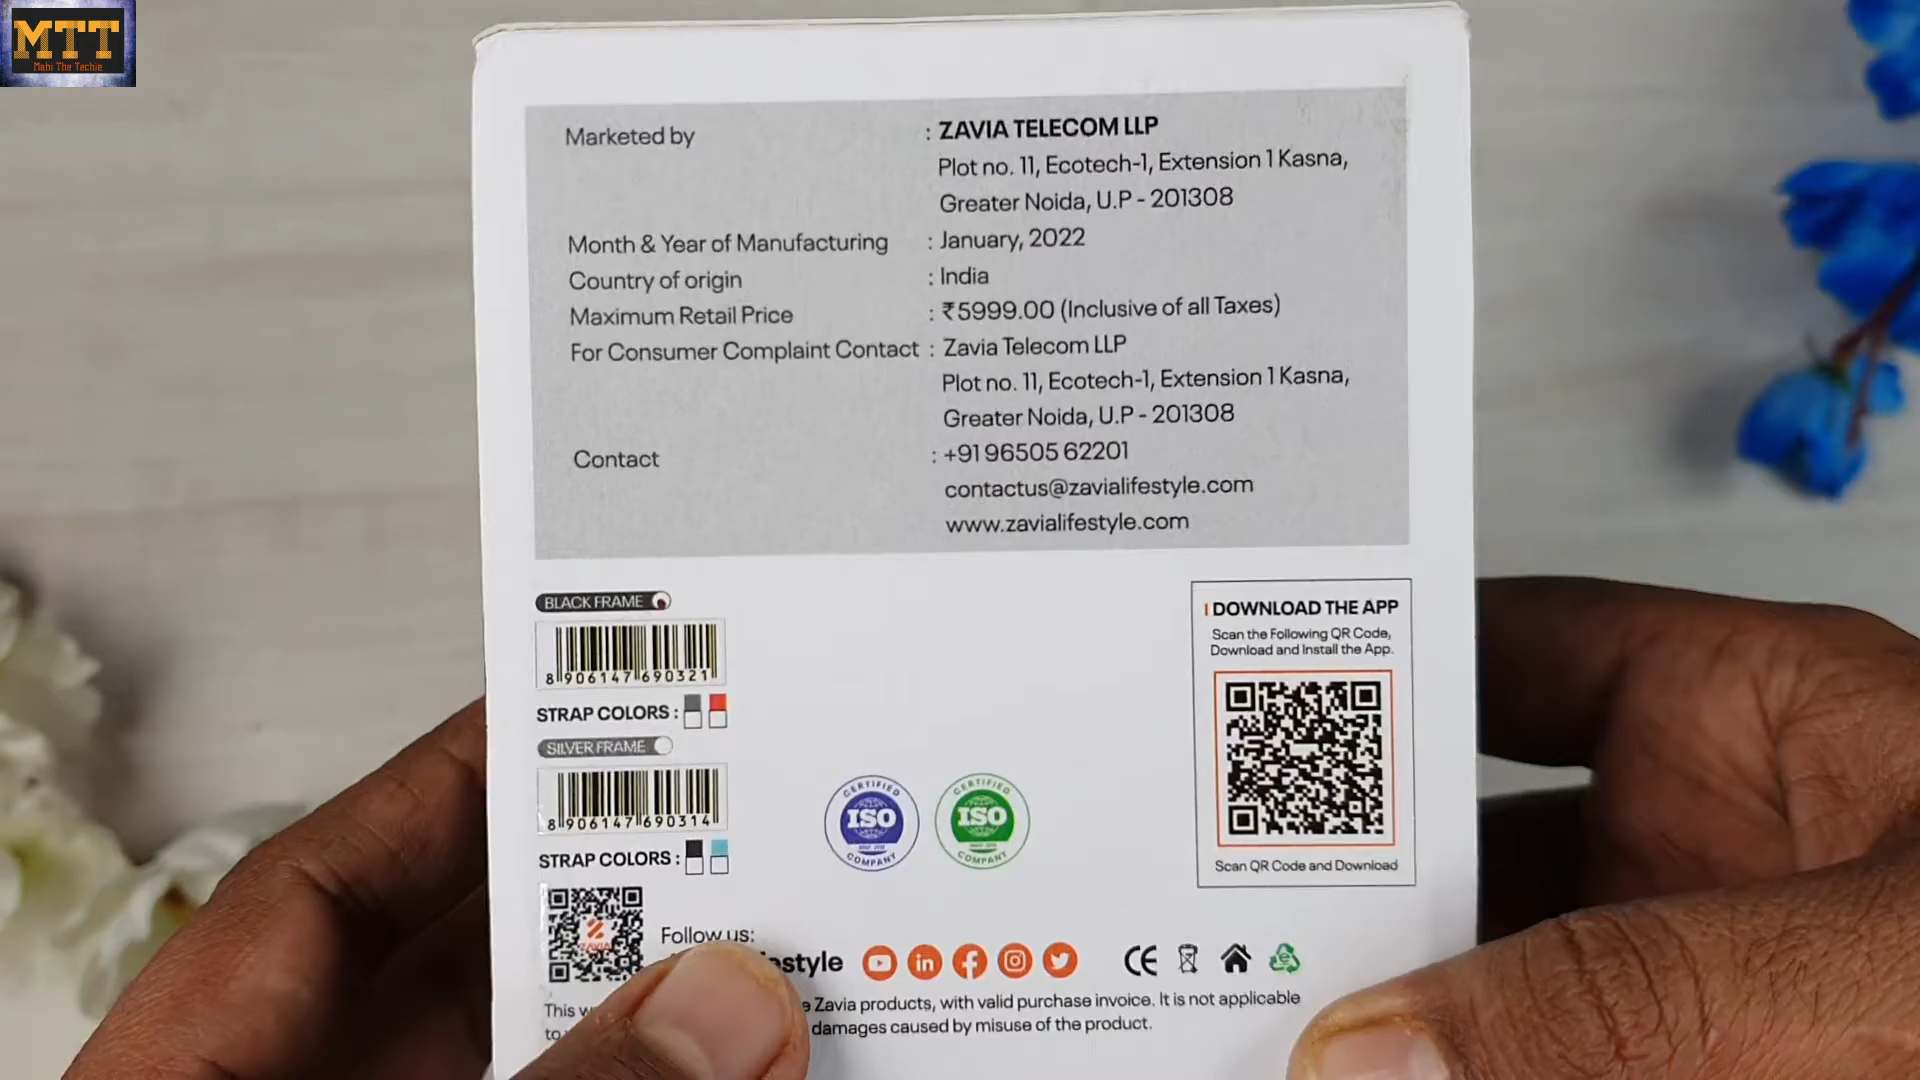 MTT
Mahi The Techie
Marketed by : ZAVIA TELECOM LLP
Plot no. 11, Ecotech-1, Extension 1 Kasna,
Greater Noida, U.P - 201308
Month & Year of Manufacturing : January, 2022
Country of origin : India
Maximum Retail Price : ₹5999.00 (Inclusive of all Taxes)
For Consumer Complaint Contact : Zavia Telecom LLP
Plot no. 11, Ecotech-1, Extension 1 Kasna,
Greater Noida, U.P - 201308
Contact : +91 96505 62201
contactus@zavialifestyle.com
www.zavialifestyle.com
BLACK FRAME
8 906147 690321
STRAP COLORS :
SILVER FRAME
8 906147 690314
STRAP COLORS :
DOWNLOAD THE APP
Scan the Following QR Code,
Download and Install the App.
Scan QR Code and Download
CERTIFIED
ISO
COMPANY
CERTIFIED
ISO
COMPANY
ZAVIA
Follow us:
estyle
CE
This
Zavia products, with valid purchase invoice. It is not applicable
to
damages caused by misuse of the product.